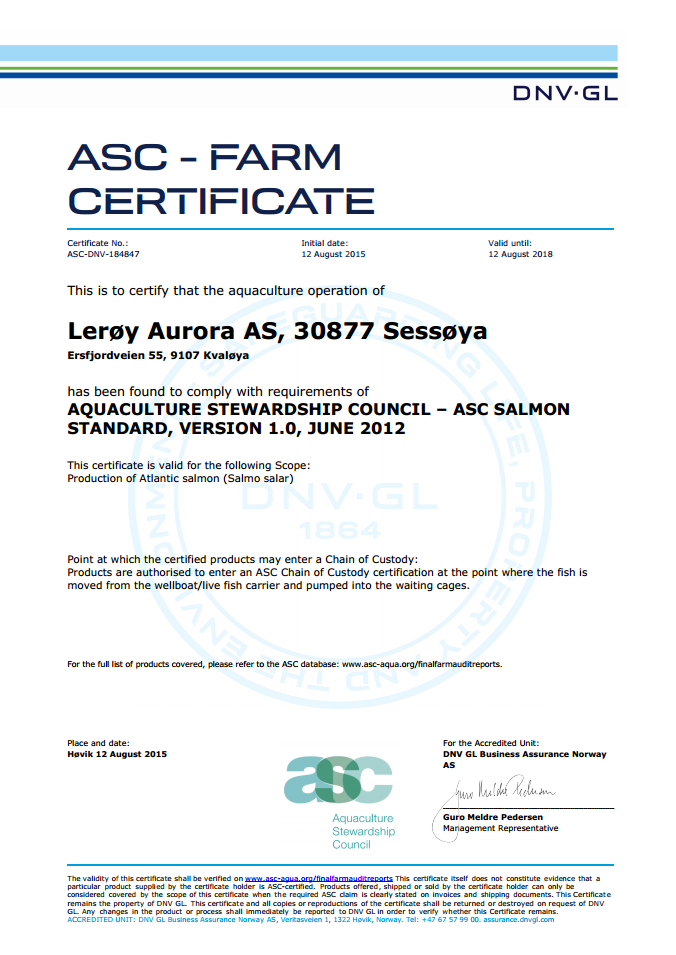 DNV·GL
ASC – FARM
CERTIFICATE
Certificate No.:
ASC-DNV-184847
Initial date:
12 August 2015
Valid until:
12 August 2018
This is to certify that the aquaculture operation of
Lerøy Aurora AS, 30877 Sessøya
Ersfjordveien 55, 9107 Kvaløya
has been found to comply with requirements of
AQUACULTURE STEWARDSHIP COUNCIL – ASC SALMON
STANDARD, VERSION 1.0, JUNE 2012
This certificate is valid for the following Scope:
Production of Atlantic salmon (Salmo salar)
SAFEGUARDING LIFE, PROPERTY AND THE ENVIRONMENT
DNV·GL
1864
Point at which the certified products may enter a Chain of Custody:
Products are authorised to enter an ASC Chain of Custody certification at the point where the fish is
moved from the wellboat/live fish carrier and pumped into the waiting cages.
For the full list of products covered, please refer to the ASC database: www.asc-aqua.org/finalfarmauditreports.
Place and date:
Høvik 12 August 2015
asc
Aquaculture
Stewardship
Council
For the Accredited Unit:
DNV GL Business Assurance Norway
AS
Guro Meldre Pedersen
Guro Meldre Pedersen
Management Representative
The validity of this certificate shall be verified on www.asc-aqua.org/finalfarmauditreports This certificate itself does not constitute evidence that a
particular product supplied by the certificate holder is ASC-certified. Products offered, shipped or sold by the certificate holder can only be
considered covered by the scope of this certificate when the required ASC claim is clearly stated on invoices and shipping documents. This Certificate
remains the property of DNV GL. This certificate and all copies or reproductions of the certificate shall be returned or destroyed on request of DNV
GL. Any changes in the product or process shall immediately be reported to DNV GL in order to verify whether this Certificate remains.
ACCREDITED UNIT: DNV GL Business Assurance Norway AS, Veritasveien 1, 1322 Høvik, Norway. Tel: +47 67 57 99 00. assurance.dnvgl.com